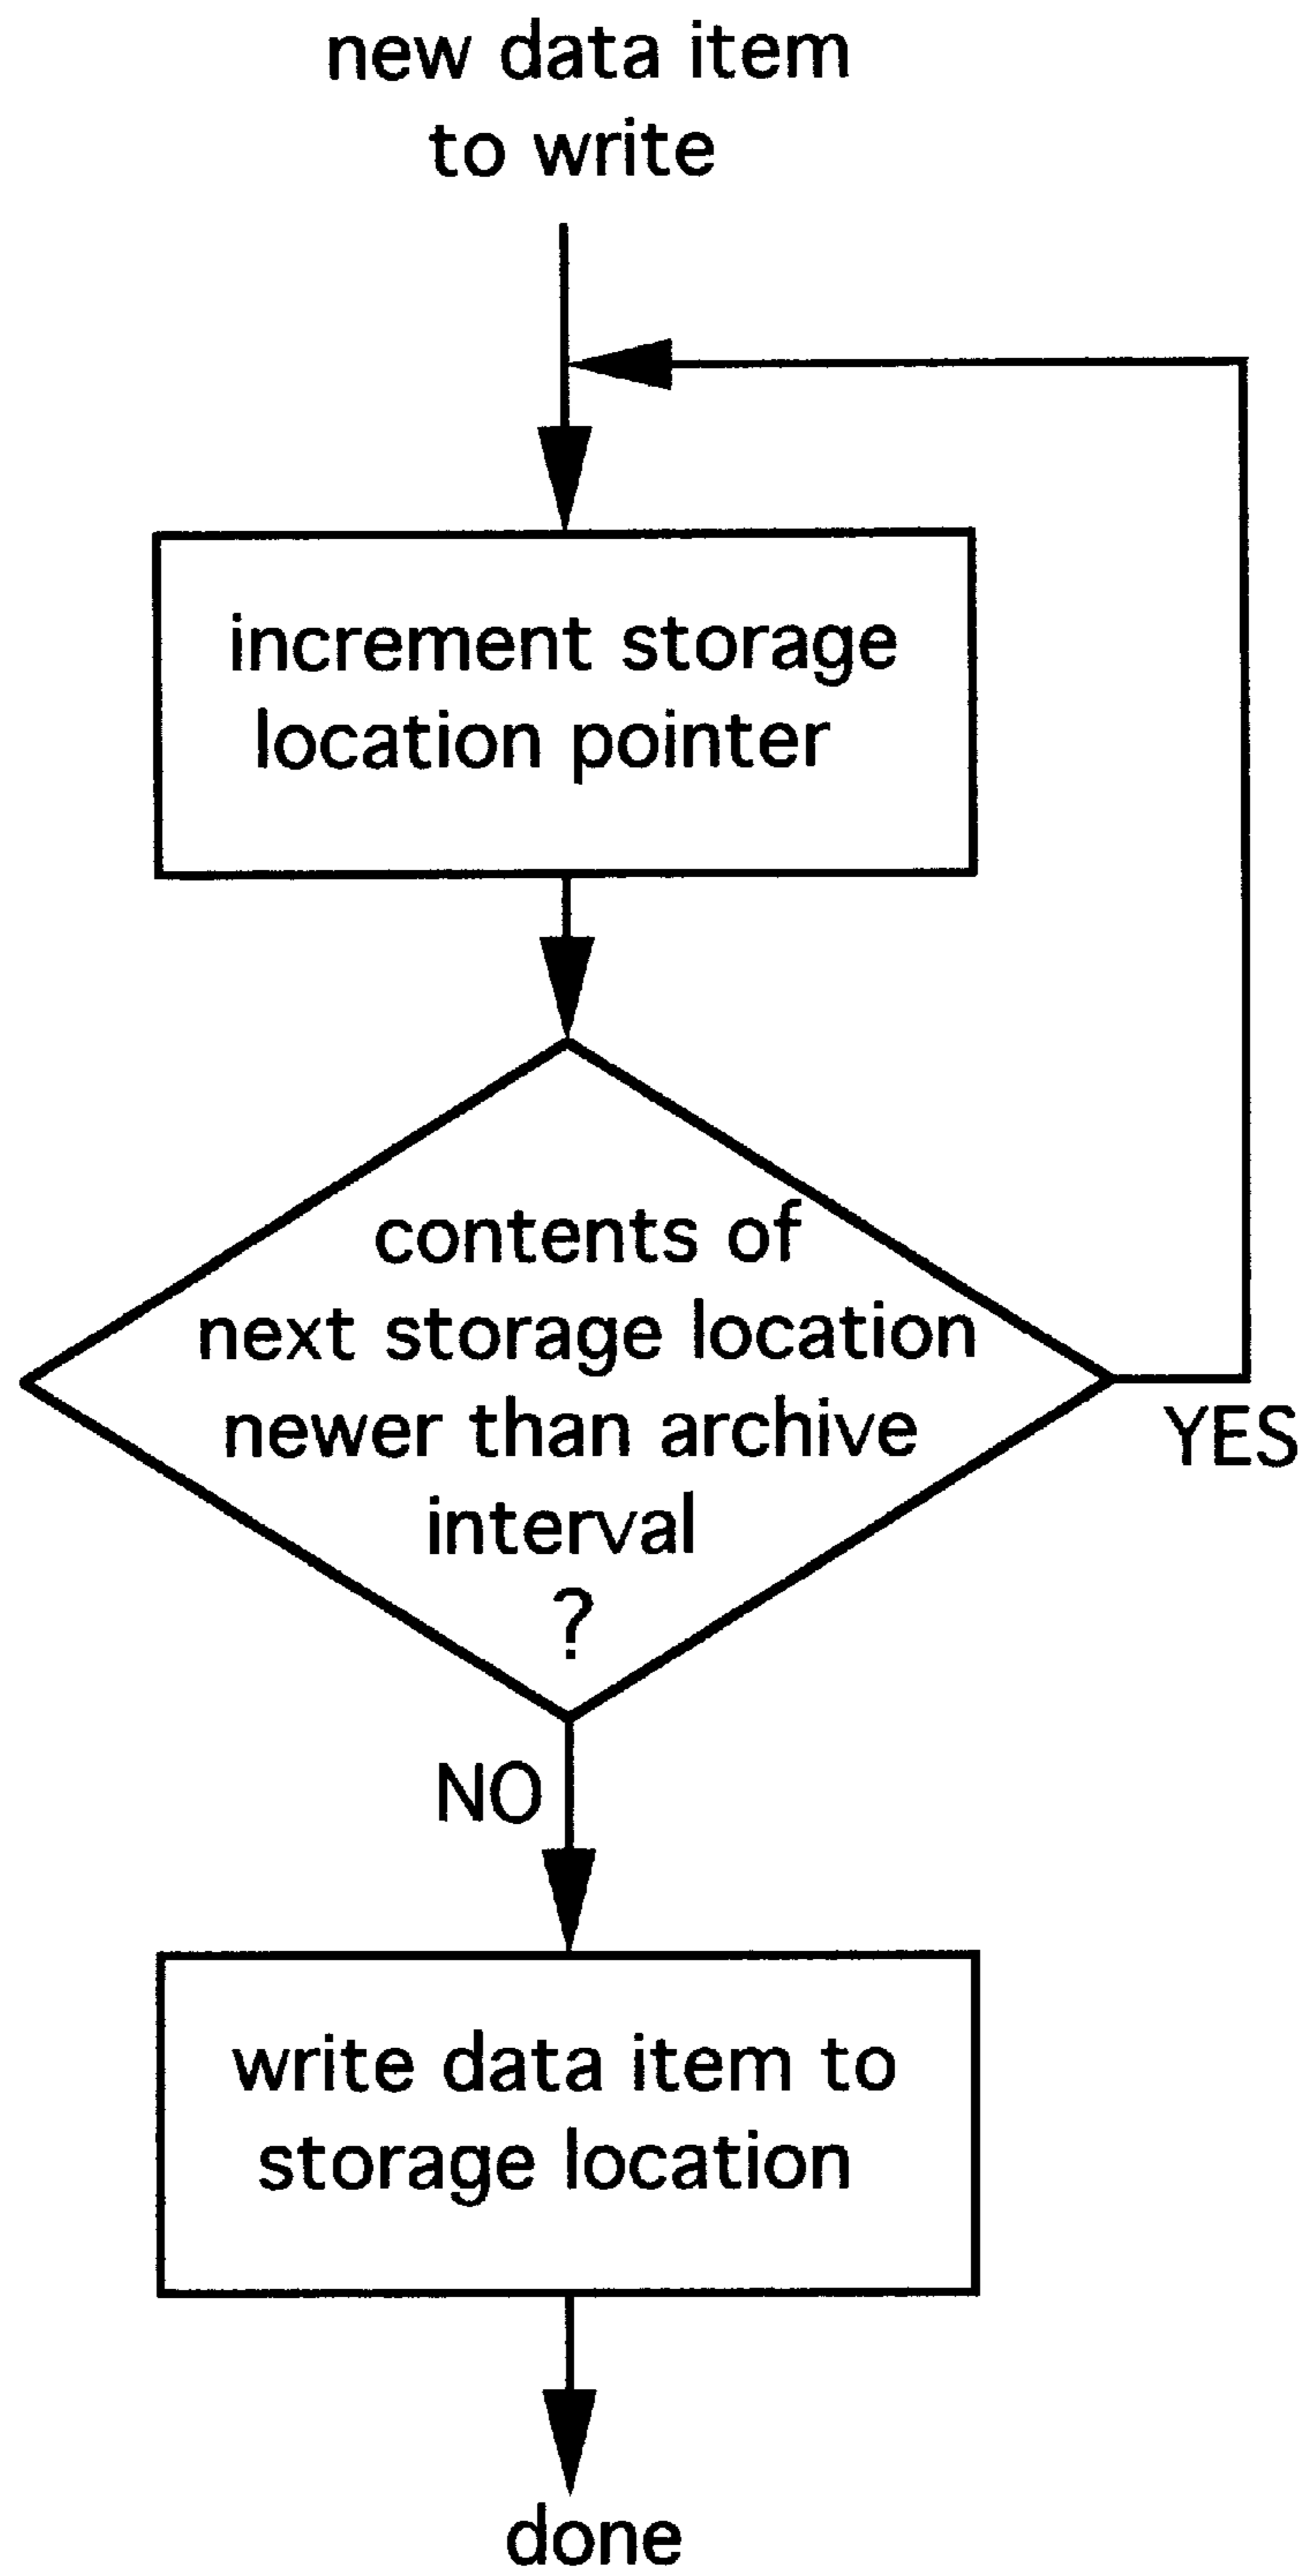 new data item
to write
increment storage
location pointer
contents of
next storage location
newer than archive
interval
?
YES
NO
write data item to
storage location
done